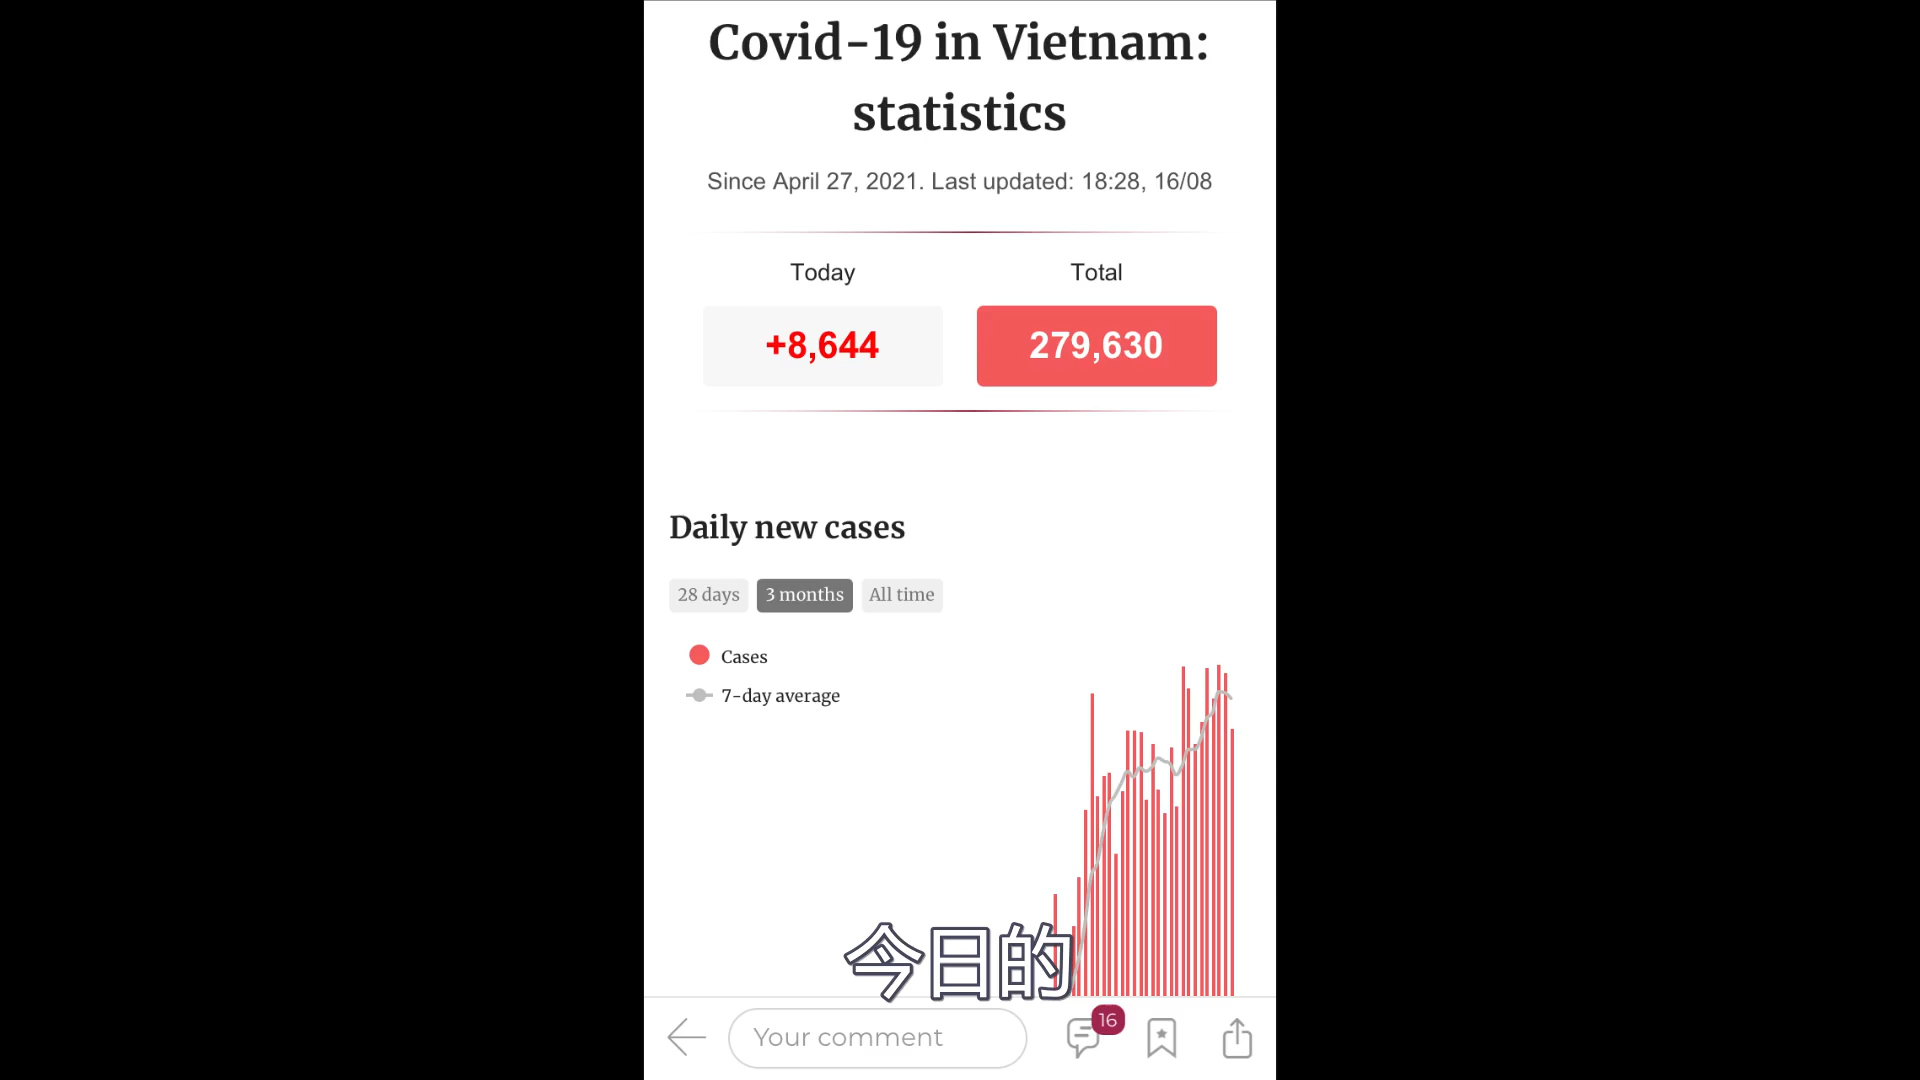 Covid-19 in Vietnam:
statistics
Since April 27, 2021. Last updated: 18:28, 16/08
Today
Total
+8,644
279,630
Daily new cases
28 days
3 months
All time
Cases
7-day average
今日的
Your comment
16